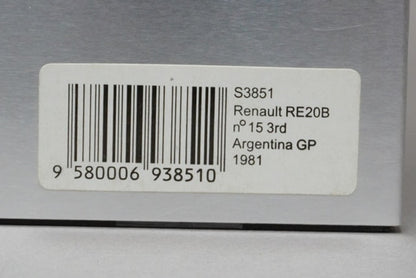 S3851
Renault RE20B
nº 15 3rd
Argentina GP
1981
9 580006 938510